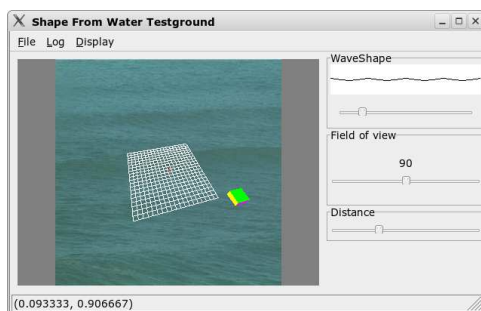 Shape From Water Testground
File Log Display
WaveShape
Field of view
90
Distance
(0.093333, 0.906667)